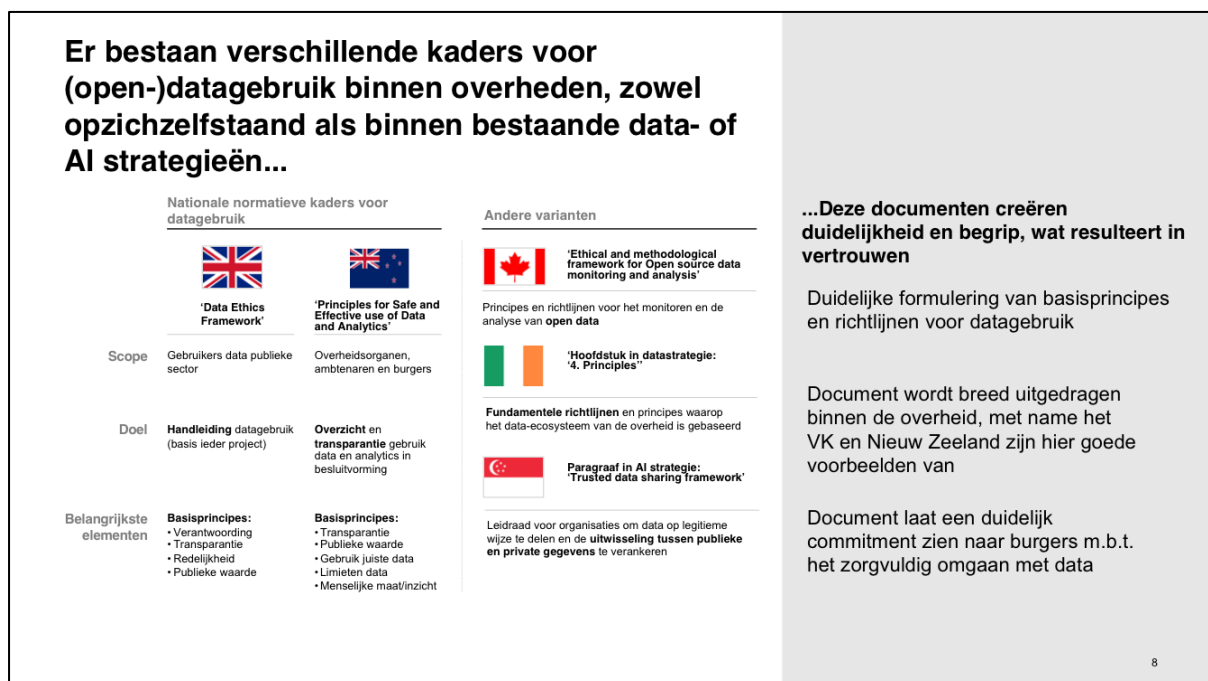 Er bestaan verschillende kaders voor
(open-)datagebruik binnen overheden, zowel
opzichzelfstaand als binnen bestaande data- of
AI strategieën...
Nationale normatieve kaders voor
datagebruik
‘Data Ethics
Framework’
‘Principles for Safe and
Effective use of Data
and Analytics’
Scope
Gebruikers data publieke
sector
Overheidsorganen,
ambtenaren en burgers
Doel
Handleiding datagebruik
(basis ieder project)
Overzicht en
transparantie gebruik
data en analytics in
besluitvorming
Belangrijkste
elementen
Basisprincipes:
• Verantwoording
• Transparantie
• Redelijkheid
• Publieke waarde
Basisprincipes:
• Transparantie
• Publieke waarde
• Gebruik juiste data
• Limieten data
• Menselijke maat/inzicht
Andere varianten
‘Ethical and methodological
framework for Open source data
monitoring and analysis’
Principes en richtlijnen voor het monitoren en de
analyse van open data
‘Hoofdstuk in datastrategie:
‘4. Principles’’
Fundamentele richtlijnen en principes waarop
het data-ecosysteem van de overheid is gebaseerd
Paragraaf in AI strategie:
‘Trusted data sharing framework’
Leidraad voor organisaties om data op legitieme
wijze te delen en de uitwisseling tussen publieke
en private gegevens te verankeren
...Deze documenten creëren
duidelijkheid en begrip, wat resulteert in
vertrouwen
Duidelijke formulering van basisprincipes
en richtlijnen voor datagebruik
Document wordt breed uitgedragen
binnen de overheid, met name het
VK en Nieuw Zeeland zijn hier goede
voorbeelden van
Document laat een duidelijk
commitment zien naar burgers m.b.t.
het zorgvuldig omgaan met data
8